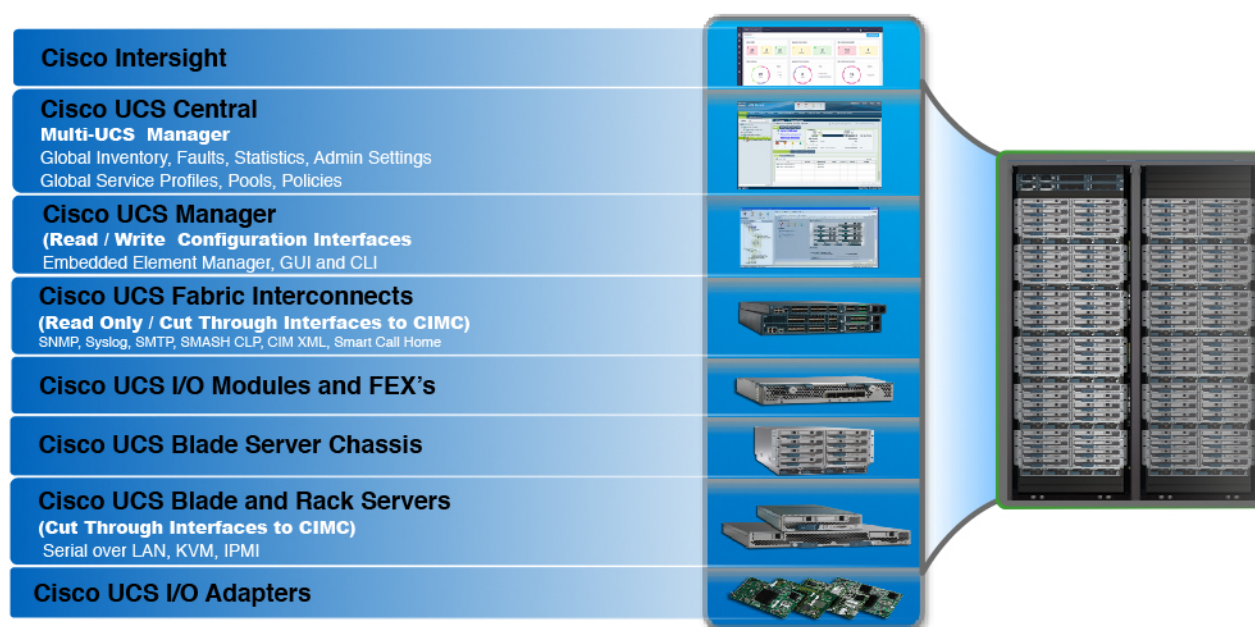 Cisco Intersight
Cisco UCS Central
Multi-UCS Manager
Global Inventory, Faults, Statistics, Admin Settings
Global Service Profiles, Pools, Policies
Cisco UCS Manager
(Read / Write Configuration Interfaces
Embedded Element Manager, GUI and CLI
Cisco UCS Fabric Interconnects
(Read Only / Cut Through Interfaces to CIMC)
SNMP, Syslog, SMTP, SMASH CLP, CIM XML, Smart Call Home
Cisco UCS I/O Modules and FEX's
Cisco UCS Blade Server Chassis
Cisco UCS Blade and Rack Servers
(Cut Through Interfaces to CIMC)
Serial over LAN, KVM, IPMI
Cisco UCS I/O Adapters